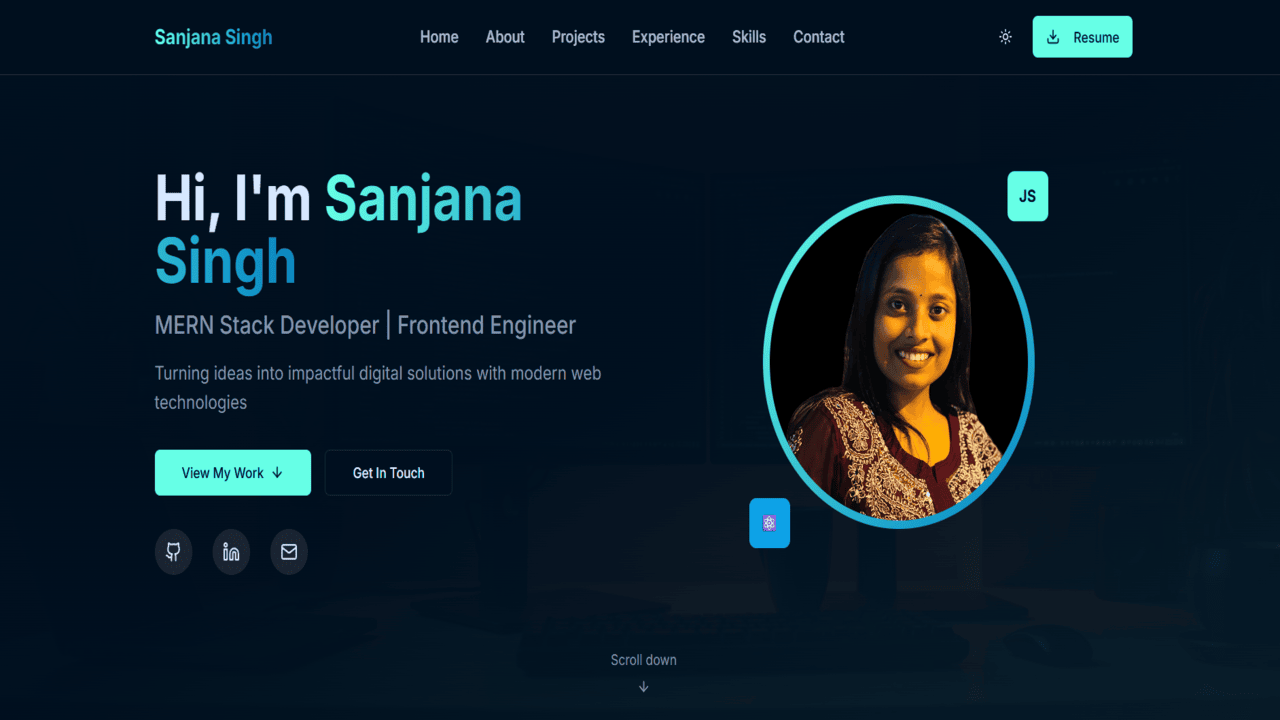 Sanjana Singh
Home About Projects Experience Skills Contact
Resume
Hi, I'm Sanjana
Singh
MERN Stack Developer | Frontend Engineer
Turning ideas into impactful digital solutions with modern web
technologies
View My Work ↓
Get In Touch
JS
Scroll down
↓